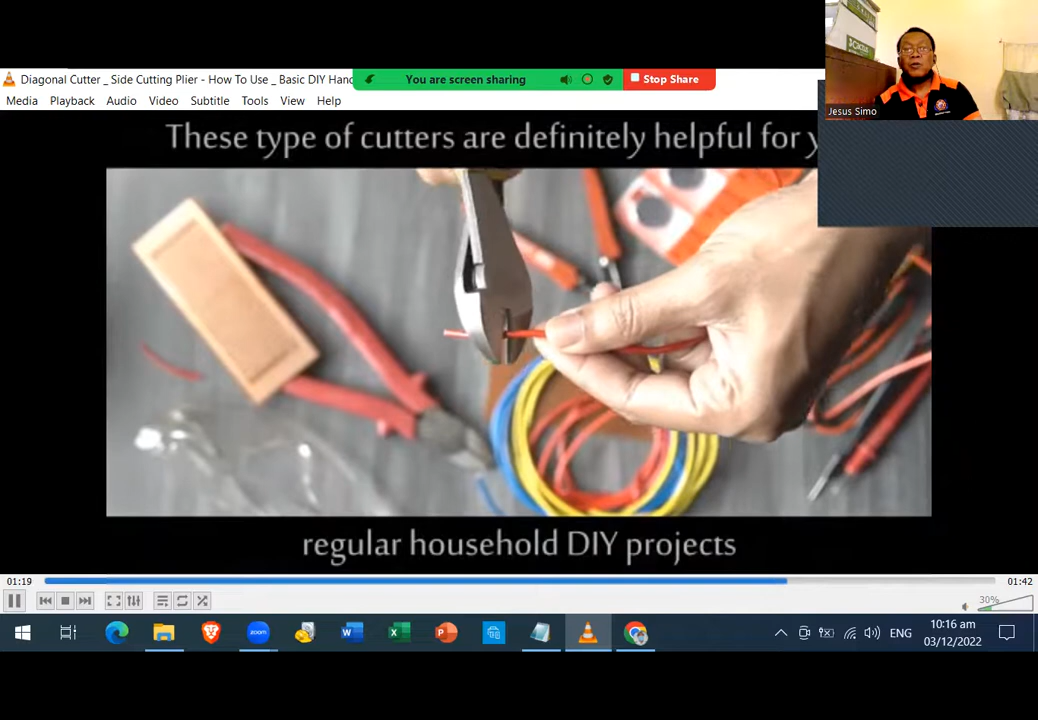 Diagonal Cutter _ Side Cutting Plier - How To Use _ Basic DIY Hand
You are screen sharing
Stop Share
Media Playback Audio Video Subtitle Tools View Help
Jesus Simo
These type of cutters are definitely helpful for
regular household DIY projects
01:19
01:42
30%
zoom
ENG
10:16 am
03/12/2022